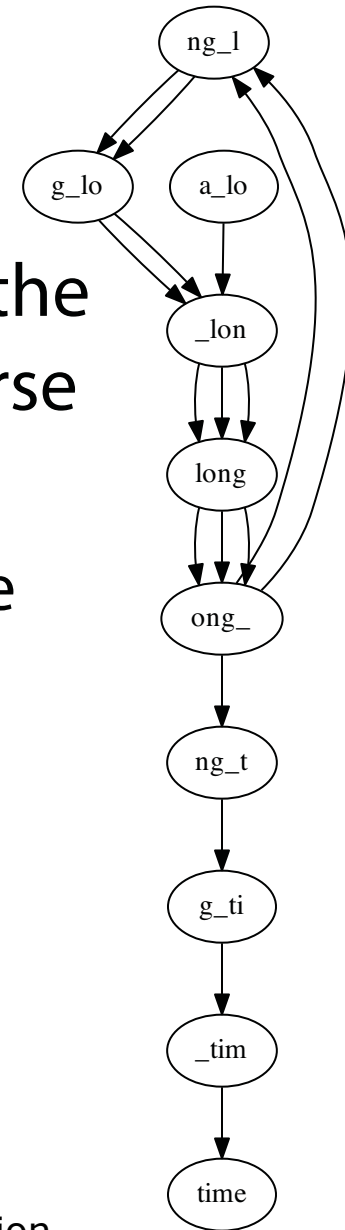 ng_l
g_lo
a_lo
the
_lon
rse
long
e
ong_
ng_t
g_ti
_tim
time